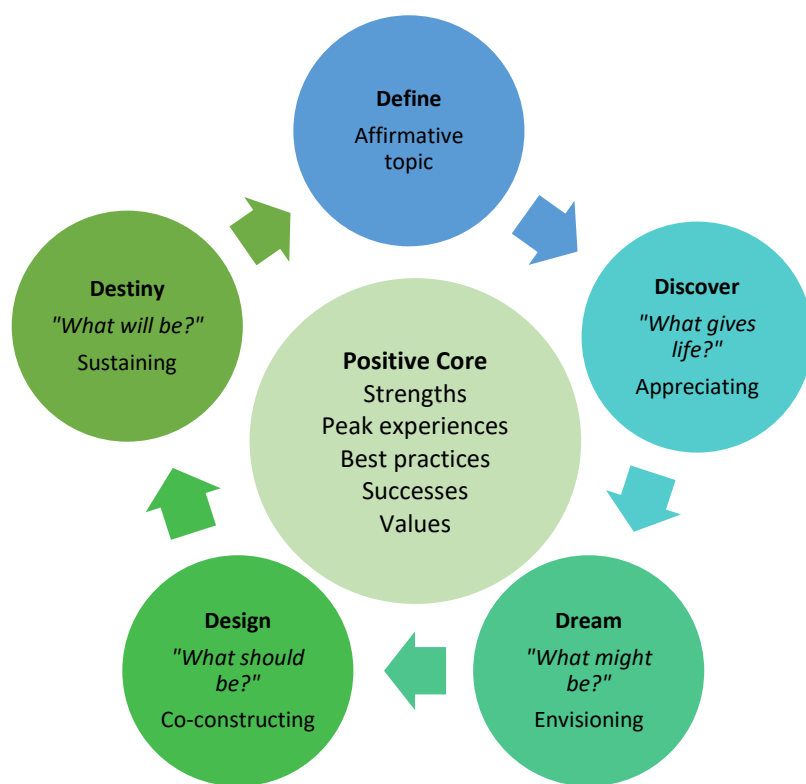 Define
Affirmative
topic
Discover
"What gives
life?"
Appreciating
Dream
"What might
be?"
Envisioning
Design
"What should
be?"
Co-constructing
Destiny
"What will be?"
Sustaining
Positive Core
Strengths
Peak experiences
Best practices
Successes
Values